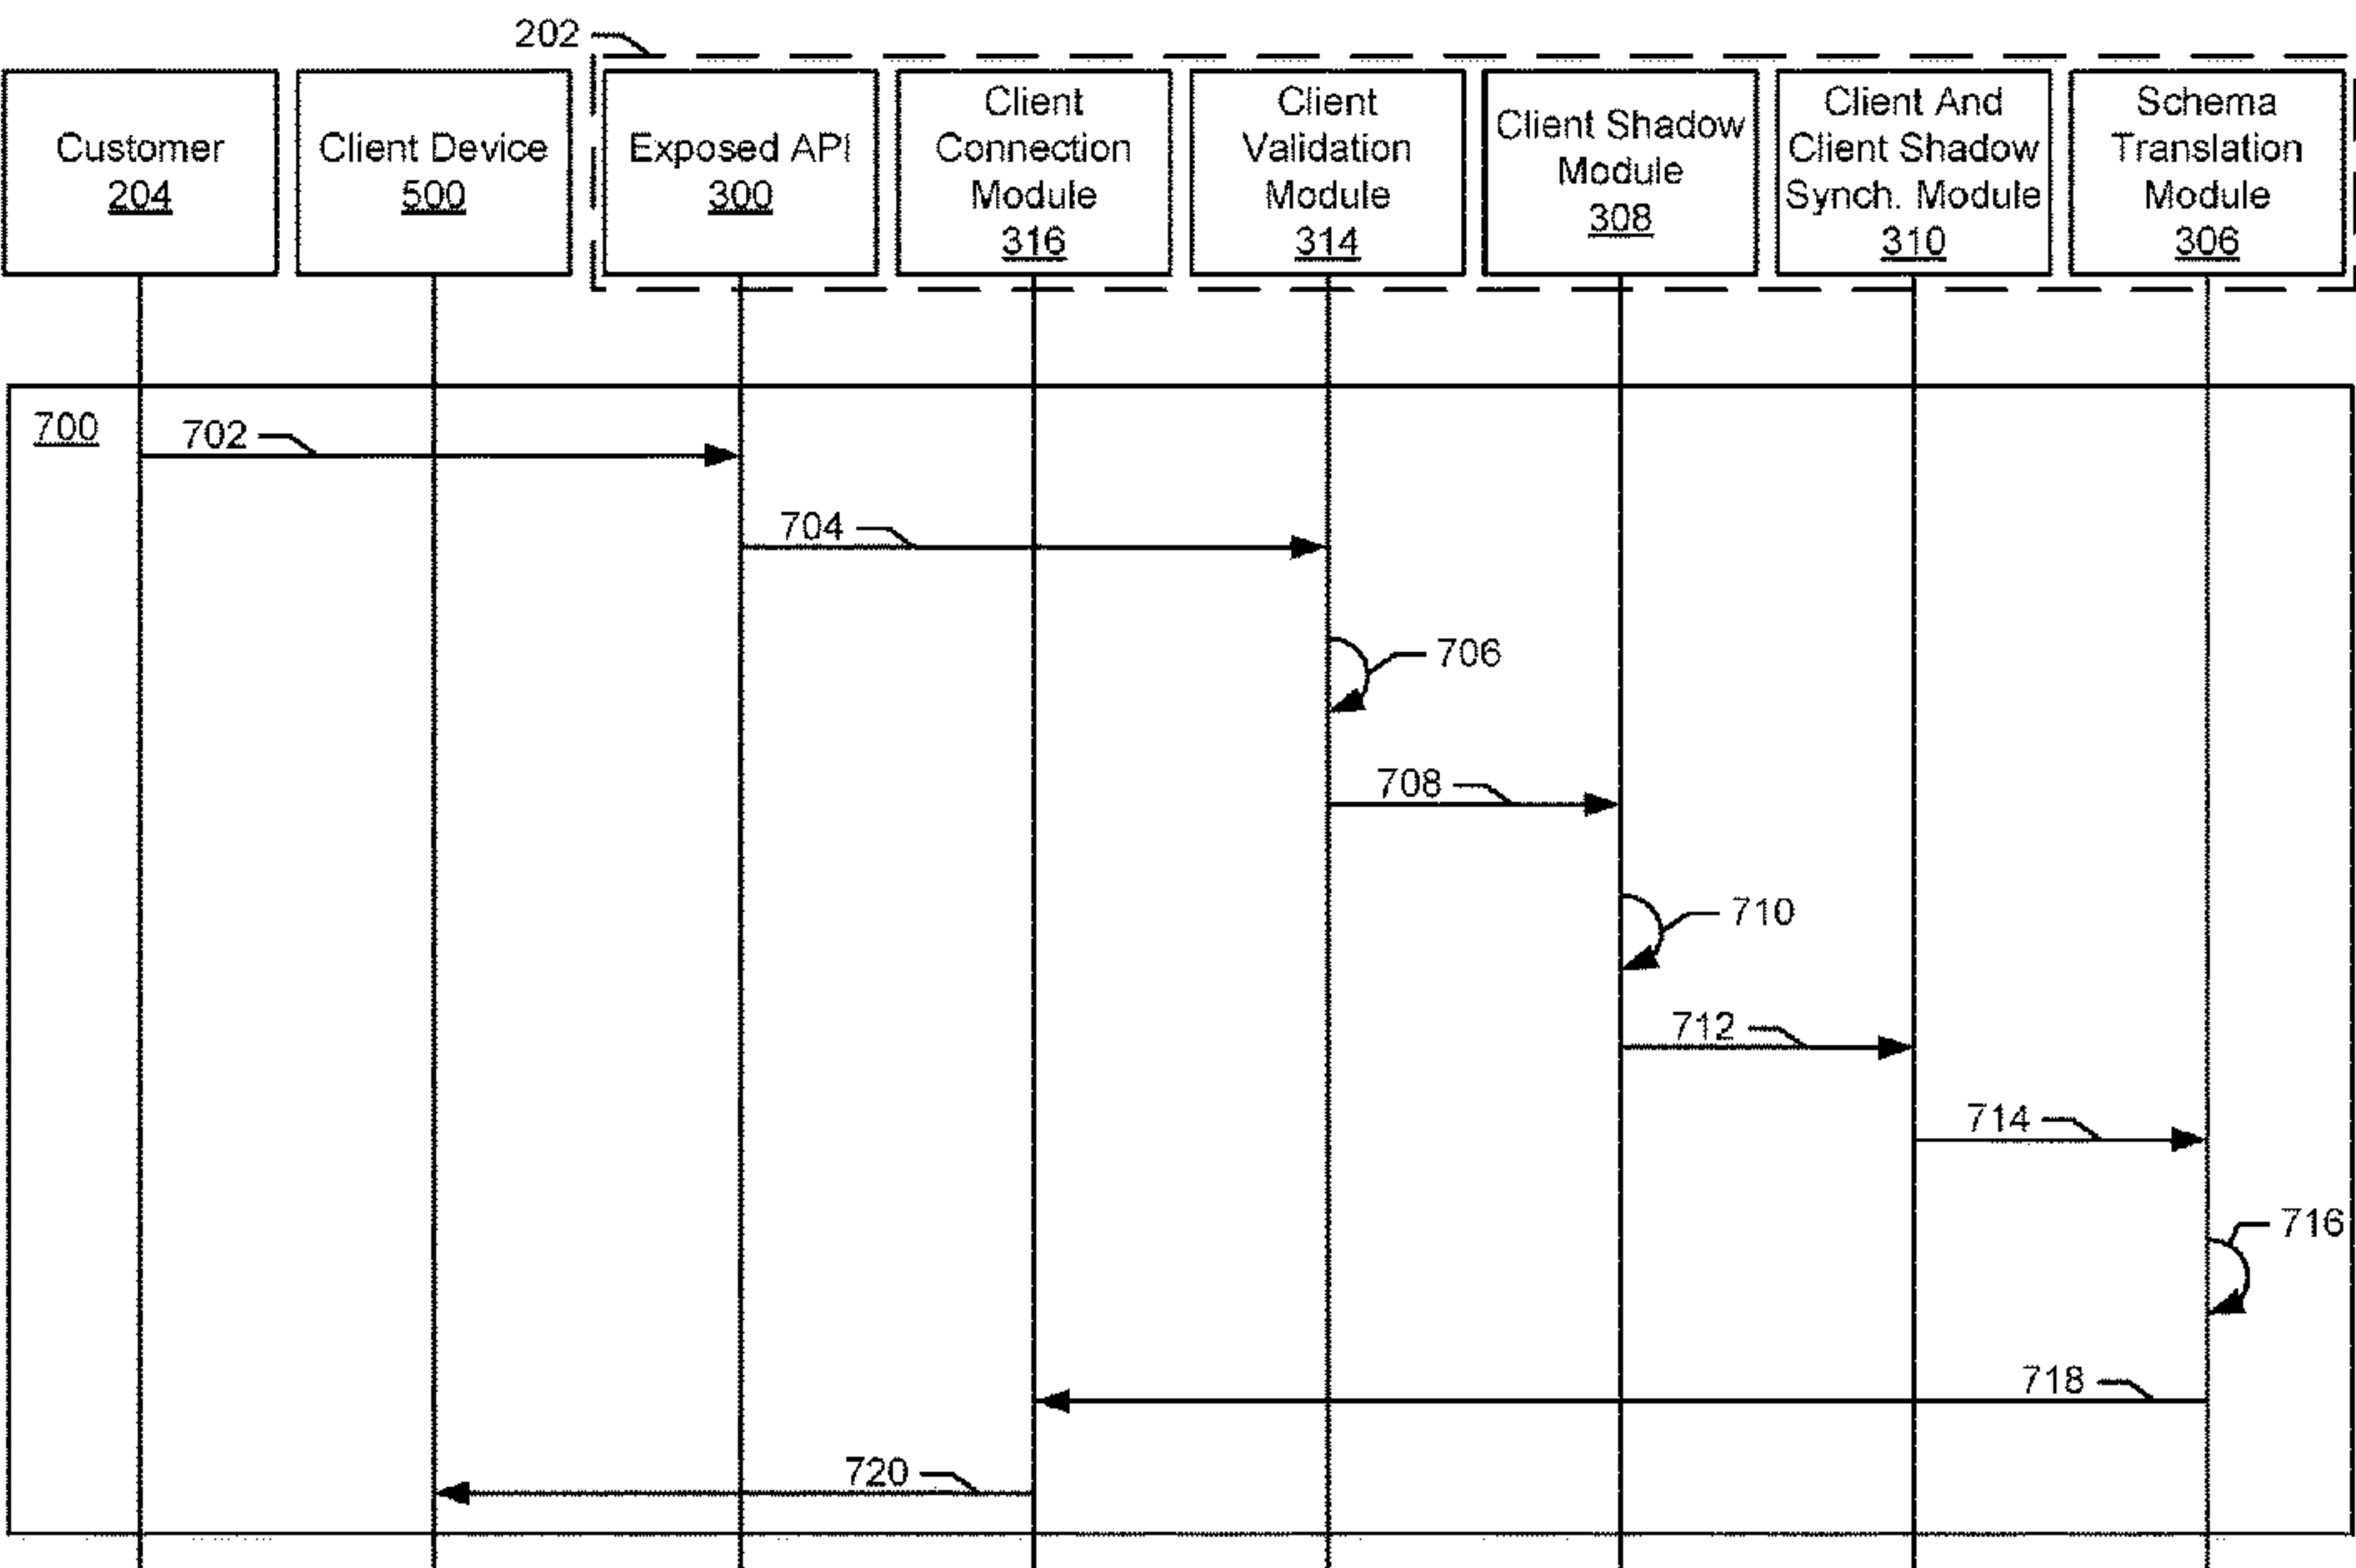 202
Customer
204
Client Device
500
Exposed API
300
Client
Connection
Module
316
Client
Validation
Module
314
Client Shadow
Module
308
Client And
Client Shadow
Synch. Module
310
Schema
Translation
Module
306
700
702
704
706
708
710
712
714
716
718
720